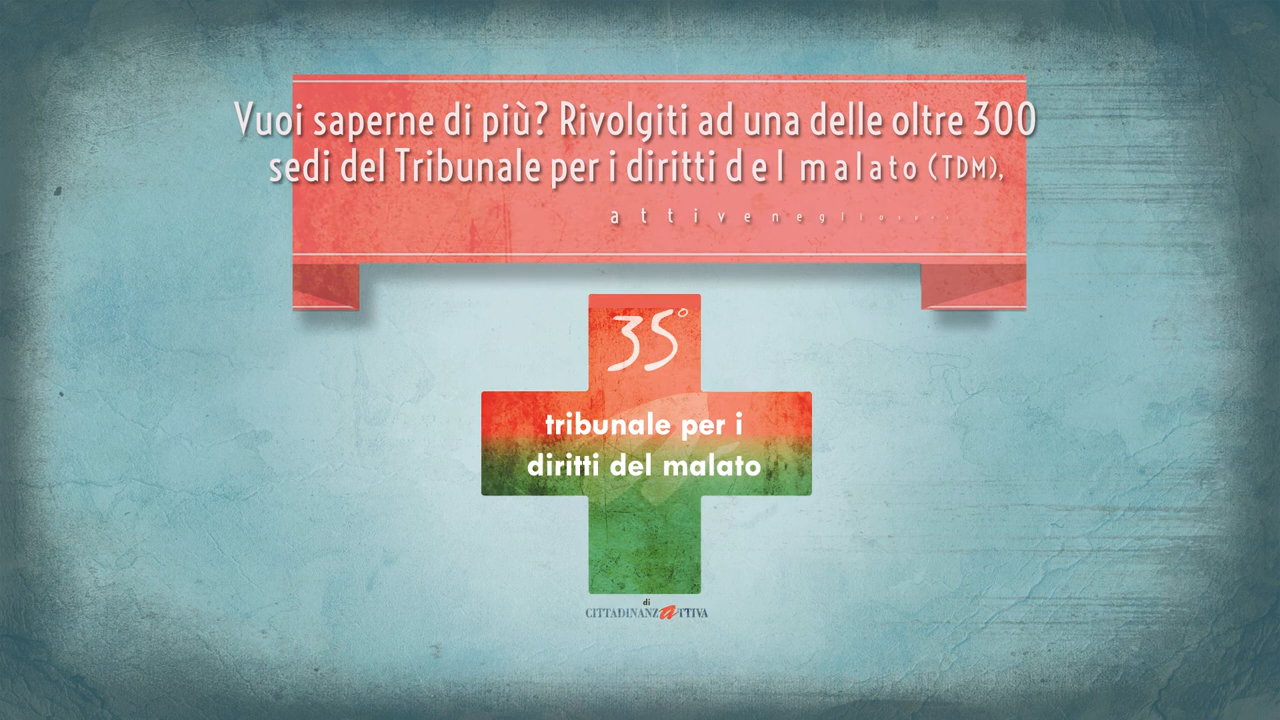 Vuoi saperne di più? Rivolgiti ad una delle oltre 300
sedi del Tribunale per i diritti del malato (TDM),
attive negli
35°
tribunale per i
diritti del malato
di
CITTADINANZATTIVA